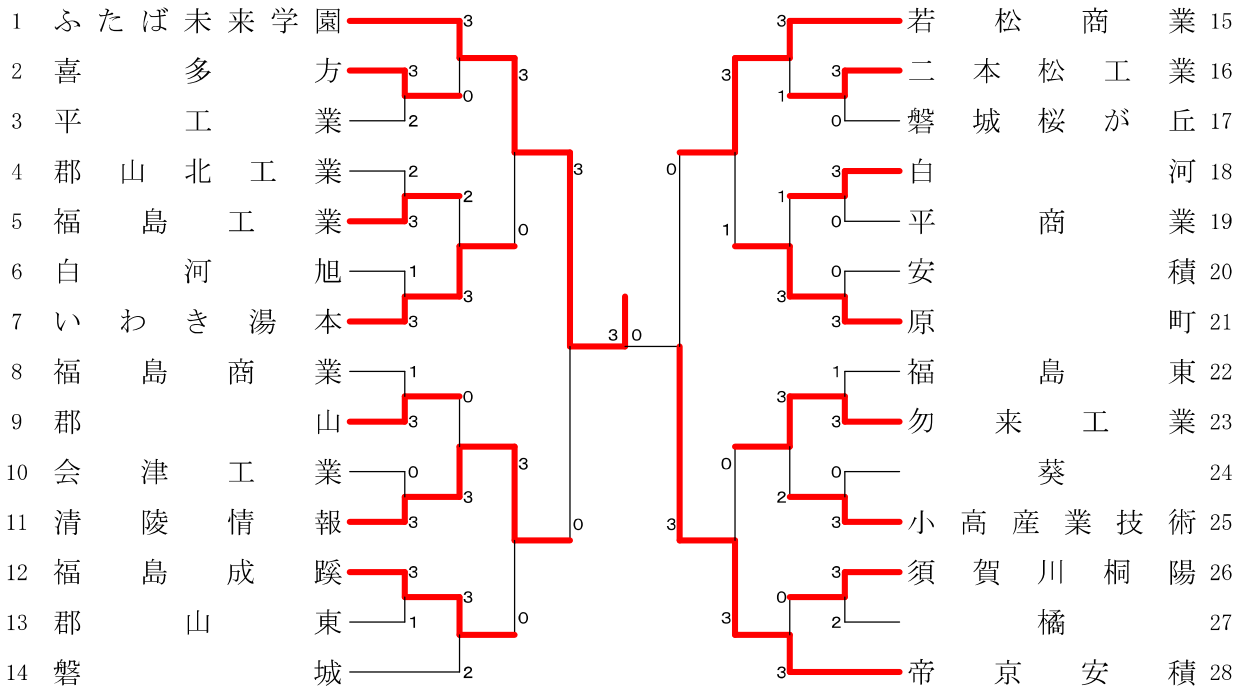 1 ふたば未来学園 3 3 若松商業 15
2 喜多方 3 3 3 3 二本松工業 16
0 1
3 平工業 2 0 磐城桜が丘 17
4 郡山北工業 2 3 0 3 白河 18
2 1
5 福島工業 3 0 1 0 平商業 19
6 白河旭 1 0 安積 20
3 3
7 いわき湯本 3 3 原町 21
3 0
8 福島商業 1 1 福島東 22
0 3
9 郡山 3 3 勿来工業 23
10 会津工業 0 3 0 0 葵 24
3 2
11 清陵情報 3 0 3 3 小高産業技術 25
12 福島成蹊 3 3 須賀川桐陽 26
3 0
13 郡山東 1 0 3 2 橘 27
14 磐城 2 3 帝京安積 28